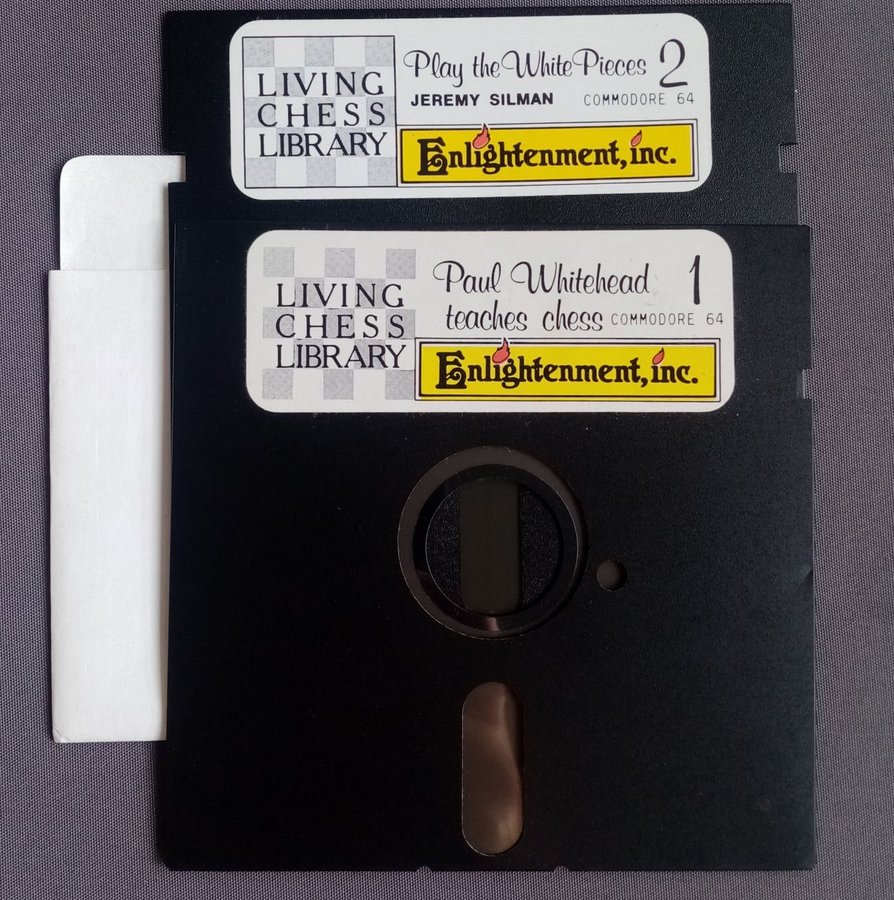 LIVING
CHESS
LIBRARY
Play the White Pieces 2
JEREMY SILMAN COMMODORE 64
Enlightenment, inc.
LIVING
CHESS
LIBRARY
Paul Whitehead 1
teaches chess COMMODORE 64
Enlightenment, inc.